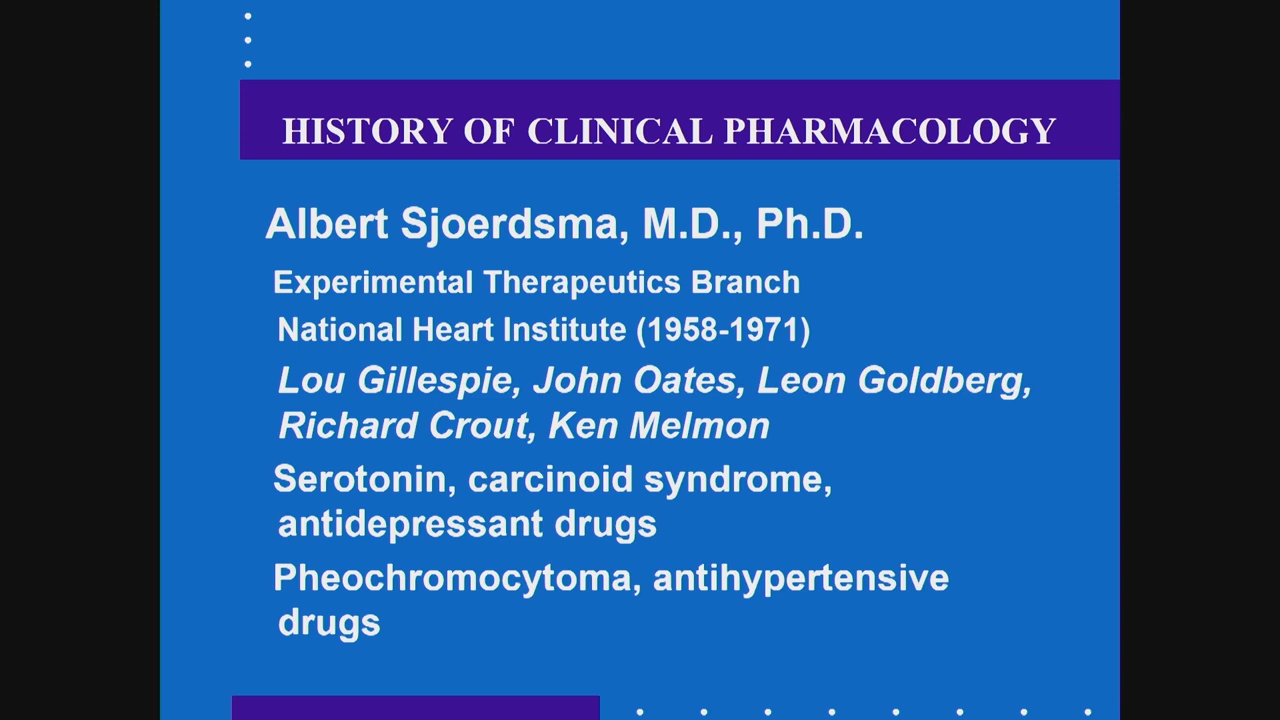 HISTORY OF CLINICAL PHARMACOLOGY
Albert Sjoerdsma, M.D., Ph.D.
Experimental Therapeutics Branch
National Heart Institute (1958-1971)
Lou Gillespie, John Oates, Leon Goldberg,
Richard Crout, Ken Melmon
Serotonin, carcinoid syndrome,
antidepressant drugs
Pheochromocytoma, antihypertensive
drugs